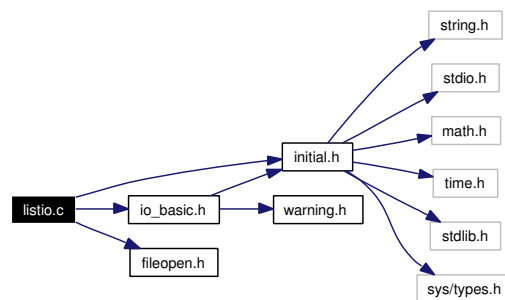 string.h
stdio.h
math.h
initial.h
time.h
listio.c
io_basic.h
warning.h
stdlib.h
fileopen.h
sys/types.h